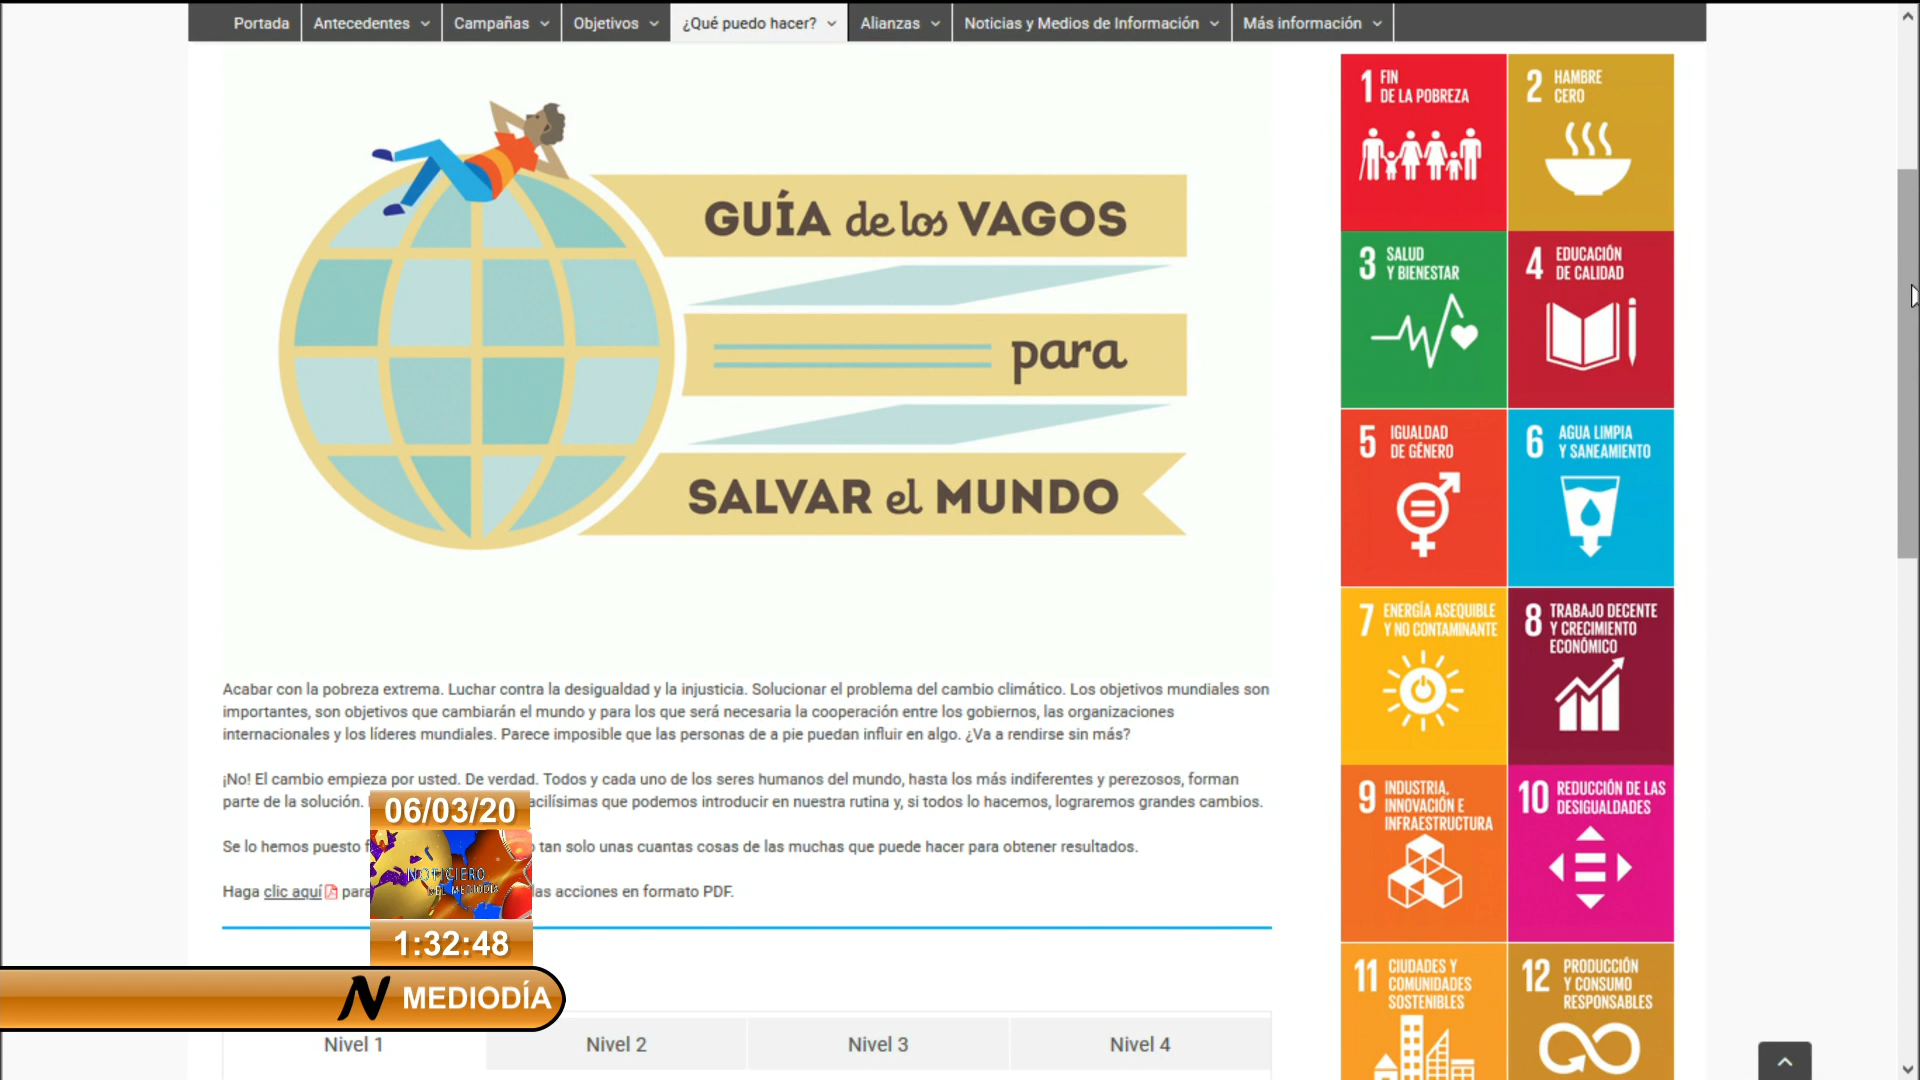 Portada Antecedentes Campañas Objetivos ¿Qué puedo hacer? Alianzas Noticias y Medios de Información Más información
GUÍA de los VAGOS
para
SALVAR el MUNDO
Acabar con la pobreza extrema. Luchar contra la desigualdad y la injusticia. Solucionar el problema del cambio climático. Los objetivos mundiales son
importantes, son objetivos que cambiarán el mundo y para los que será necesaria la cooperación entre los gobiernos, las organizaciones
internacionales y los líderes mundiales. Parece imposible que las personas de a pie puedan influir en algo. ¿Va a rendirse sin más?
¡No! El cambio empieza por usted. De verdad. Todos y cada uno de los seres humanos del mundo, hasta los más indiferentes y perezosos, forman
parte de la solución. acilísimas que podemos introducir en nuestra rutina y, si todos lo hacemos, lograremos grandes cambios.
Se lo hemos puesto tan solo unas cuantas cosas de las muchas que puede hacer para obtener resultados.
Haga clic aquí para las acciones en formato PDF.
06/03/20
NOTICIERO
DEL MEDIODÍA
1:32:48
N MEDIODÍA
Nivel 1 Nivel 2 Nivel 3 Nivel 4
1 FIN
DE LA POBREZA
2 HAMBRE
CERO
3 SALUD
Y BIENESTAR
4 EDUCACIÓN
DE CALIDAD
5 IGUALDAD
DE GÉNERO
6 AGUA LIMPIA
Y SANEAMIENTO
7 ENERGÍA ASEQUIBLE
Y NO CONTAMINANTE
8 TRABAJO DECENTE
Y CRECIMIENTO
ECONÓMICO
9 INDUSTRIA,
INNOVACIÓN E
INFRAESTRUCTURA
10 REDUCCIÓN DE LAS
DESIGUALDADES
11 CIUDADES Y
COMUNIDADES
SOSTENIBLES
12 PRODUCCIÓN
Y CONSUMO
RESPONSABLES